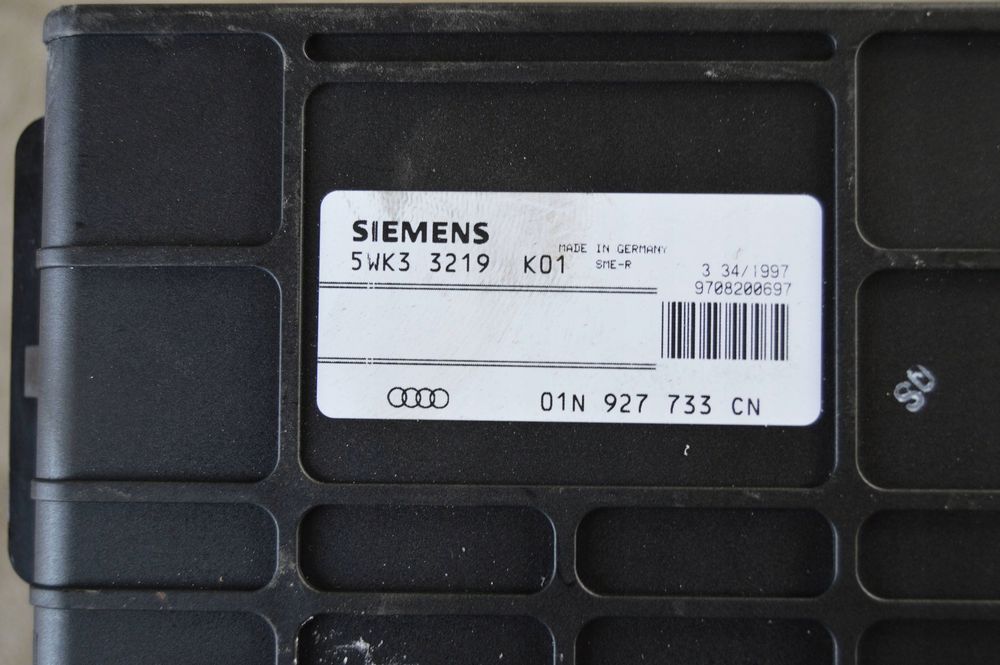 SIEMENS
MADE IN GERMANY
5WK3 3219 K01
SME-R
3 34/1997
9708200697
01N 927 733 CN